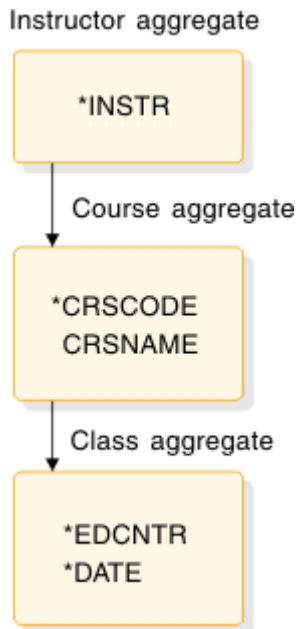 Instructor aggregate
*INSTR
Course aggregate
*CRSCODE
CRSNAME
Class aggregate
*EDCNTR
*DATE